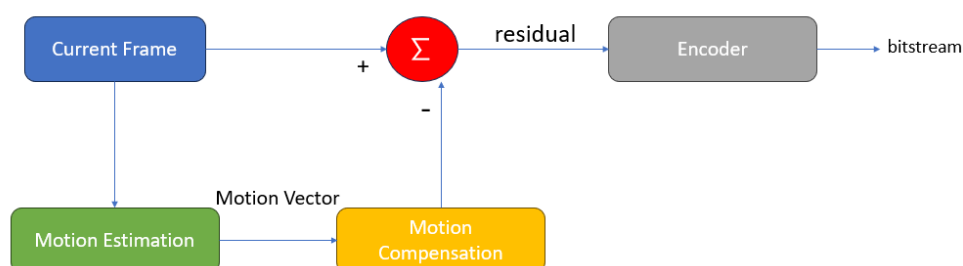 Current Frame
Σ
residual
Encoder
bitstream
+
-
Motion Vector
Motion Estimation
Motion
Compensation